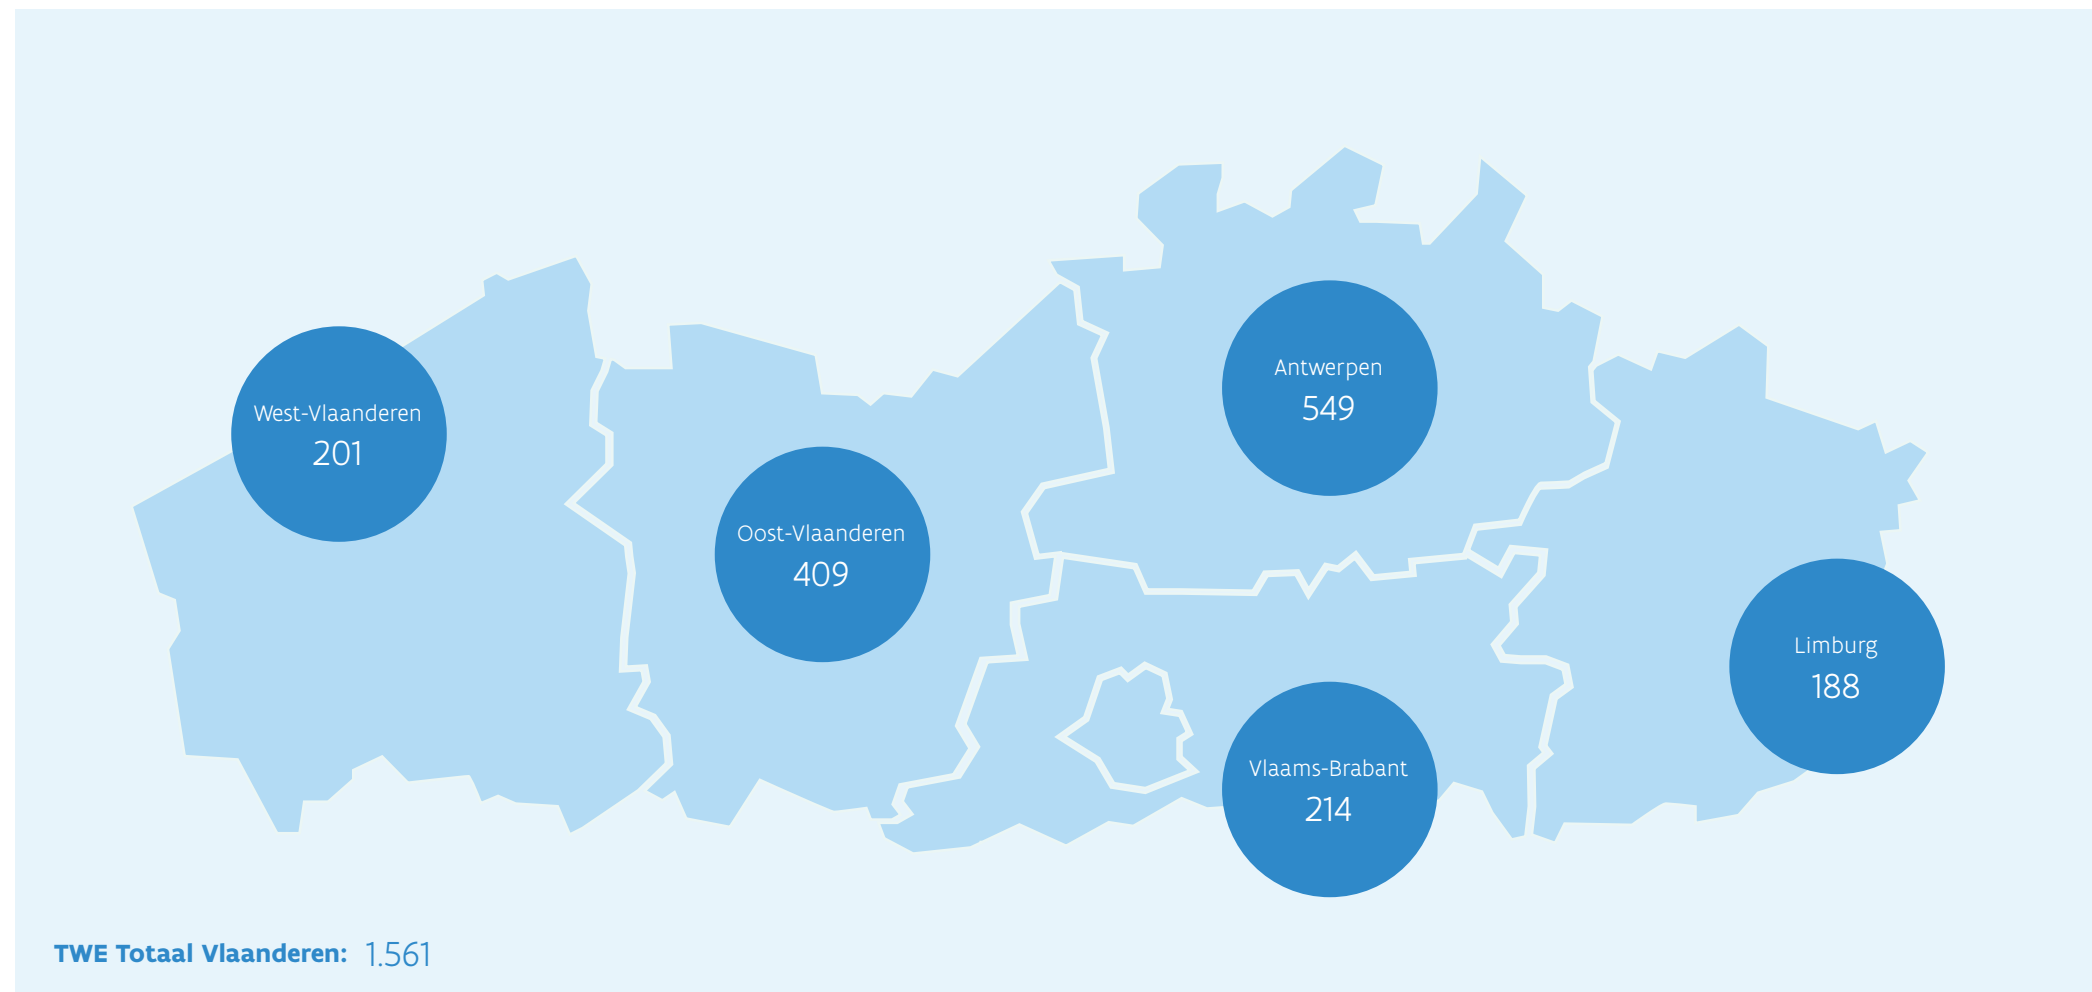 Antwerpen
549
West-Vlaanderen
201
Oost-Vlaanderen
409
Limburg
188
Vlaams-Brabant
214
TWE Totaal Vlaanderen: 1.561